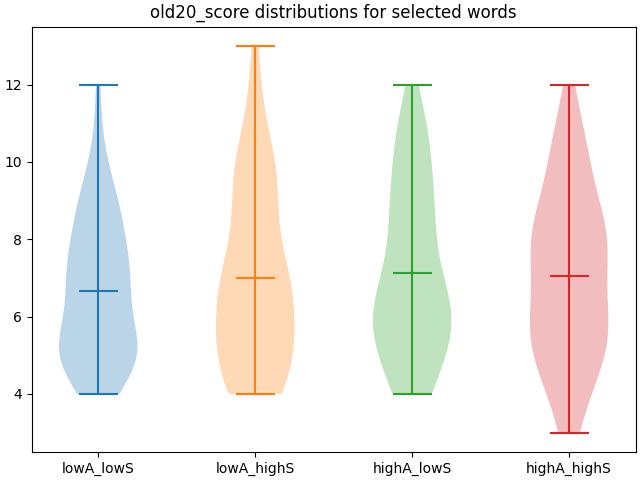 old20_score distributions for selected words
12
10
8
6
4
lowA_lowS
lowA_highS
highA_lowS
highA_highS